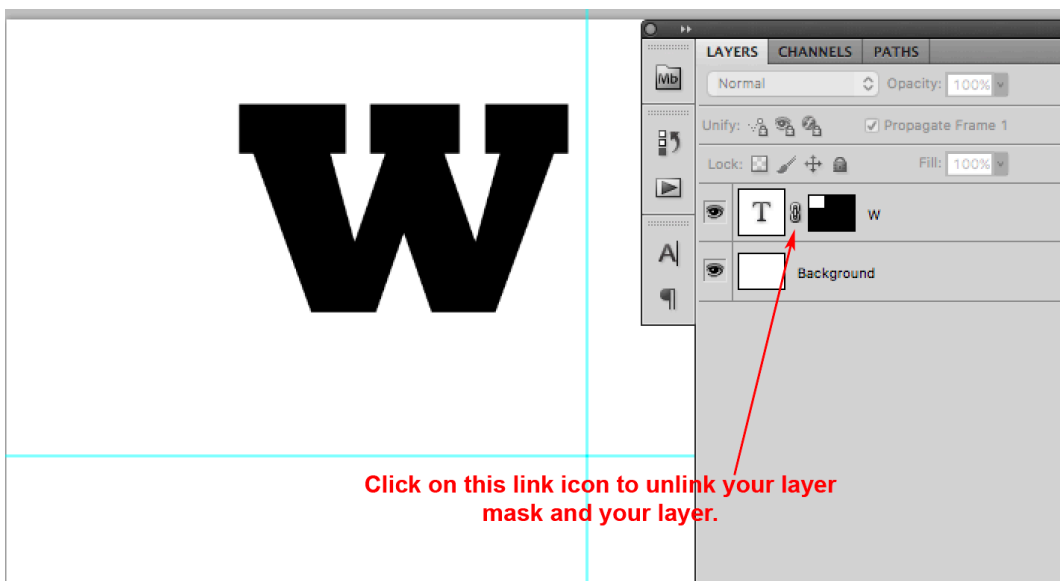 LAYERS CHANNELS PATHS
Mb
Normal Opacity: 100%
W
Unify: Propagate Frame 1
Lock: Fill: 100%
T W
A
Background
¶
Click on this link icon to unlink your layer
mask and your layer.